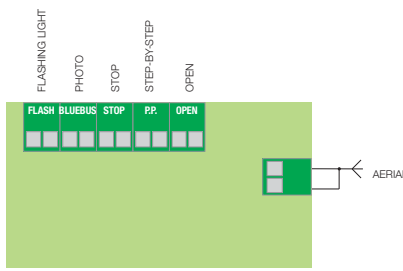 FLASHING LIGHT
PHOTO
STOP
STEP-BY-STEP
OPEN
FLASH
BLUEBUS
STOP
P.P.
OPEN
AERIAL